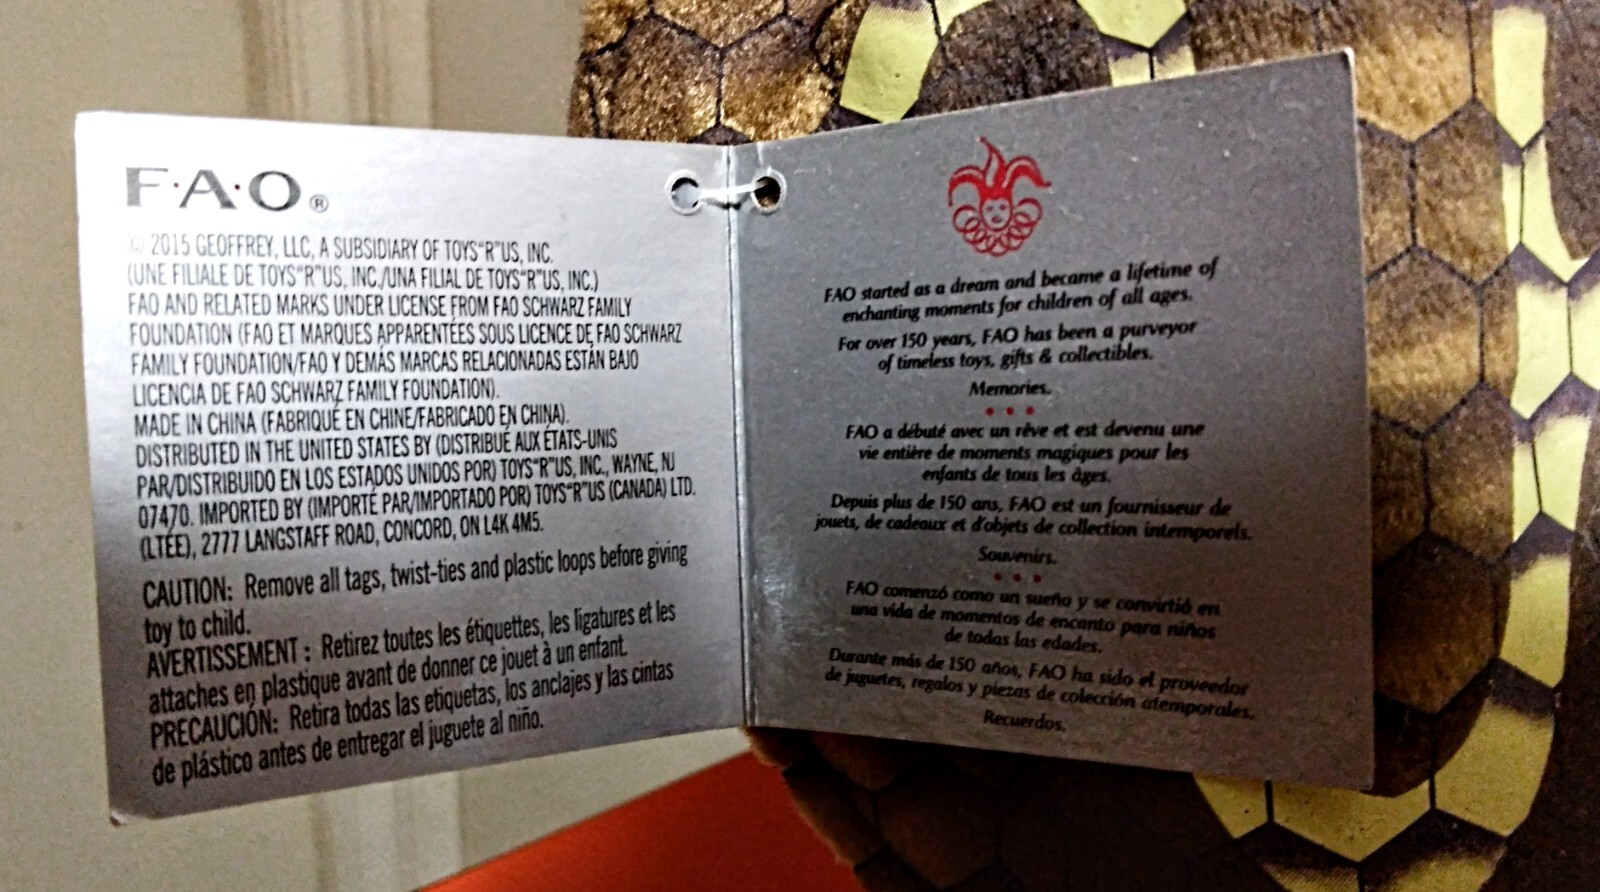 F·A·O®
© 2015 GEOFFREY, LLC, A SUBSIDIARY OF TOYS"R"US, INC.
(UNE FILIALE DE TOYS"R"US, INC./UNA FILIAL DE TOYS"R"US, INC.)
FAO AND RELATED MARKS UNDER LICENSE FROM FAO SCHWARZ FAMILY
FOUNDATION (FAO ET MARQUES APPARENTÉES SOUS LICENCE DE FAO SCHWARZ
FAMILY FOUNDATION/FAO Y DEMÁS MARCAS RELACIONADAS ESTÁN BAJO
LICENCIA DE FAO SCHWARZ FAMILY FOUNDATION).
MADE IN CHINA (FABRIQUÉ EN CHINE/FABRICADO EN CHINA).
DISTRIBUTED IN THE UNITED STATES BY (DISTRIBUÉ AUX ÉTATS-UNIS
PAR/DISTRIBUIDO EN LOS ESTADOS UNIDOS POR) TOYS"R"US, INC., WAYNE, NJ
07470. IMPORTED BY (IMPORTÉ PAR/IMPORTADO POR) TOYS"R"US (CANADA) LTD.
(LTÉE), 2777 LANGSTAFF ROAD, CONCORD, ON L4K 4M5.
CAUTION: Remove all tags, twist-ties and plastic loops before giving
toy to child.
AVERTISSEMENT : Retirez toutes les étiquettes, les ligatures et les
attaches en plastique avant de donner ce jouet à un enfant.
PRECAUCIÓN: Retira todas las etiquetas, los anclajes y las cintas
de plástico antes de entregar el juguete al niño.
FAO started as a dream and became a lifetime of
enchanting moments for children of all ages.
For over 150 years, FAO has been a purveyor
of timeless toys, gifts & collectibles.
Memories.
FAO a débuté avec un rêve et est devenu une
vie entière de moments magiques pour les
enfants de tous les âges.
Depuis plus de 150 ans, FAO est un fournisseur de
jouets, de cadeaux et d'objets de collection intemporels.
Souvenirs.
FAO comenzó como un sueño y se convirtió en
una vida de momentos de encanto para niños
de todas las edades.
Durante más de 150 años, FAO ha sido el proveedor
de juguetes, regalos y piezas de colección atemporales.
Recuerdos.